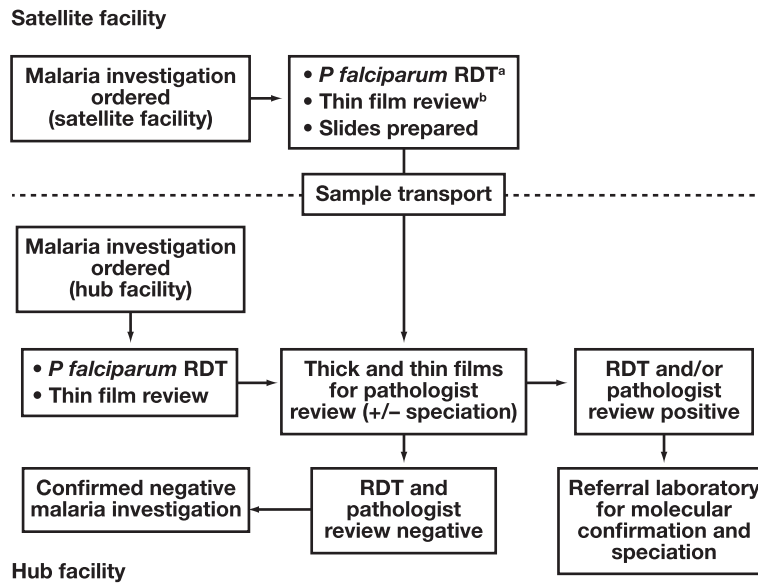 Satellite facility
Malaria investigation
ordered
(satellite facility)
• P falciparum RDTᵃ
• Thin film reviewᵇ
• Slides prepared
Sample transport
Malaria investigation
ordered
(hub facility)
• P falciparum RDT
• Thin film review
Thick and thin films
for pathologist
review (+/– speciation)
RDT and/or
pathologist
review positive
Confirmed negative
malaria investigation
RDT and
pathologist
review negative
Referral laboratory
for molecular
confirmation and
speciation
Hub facility